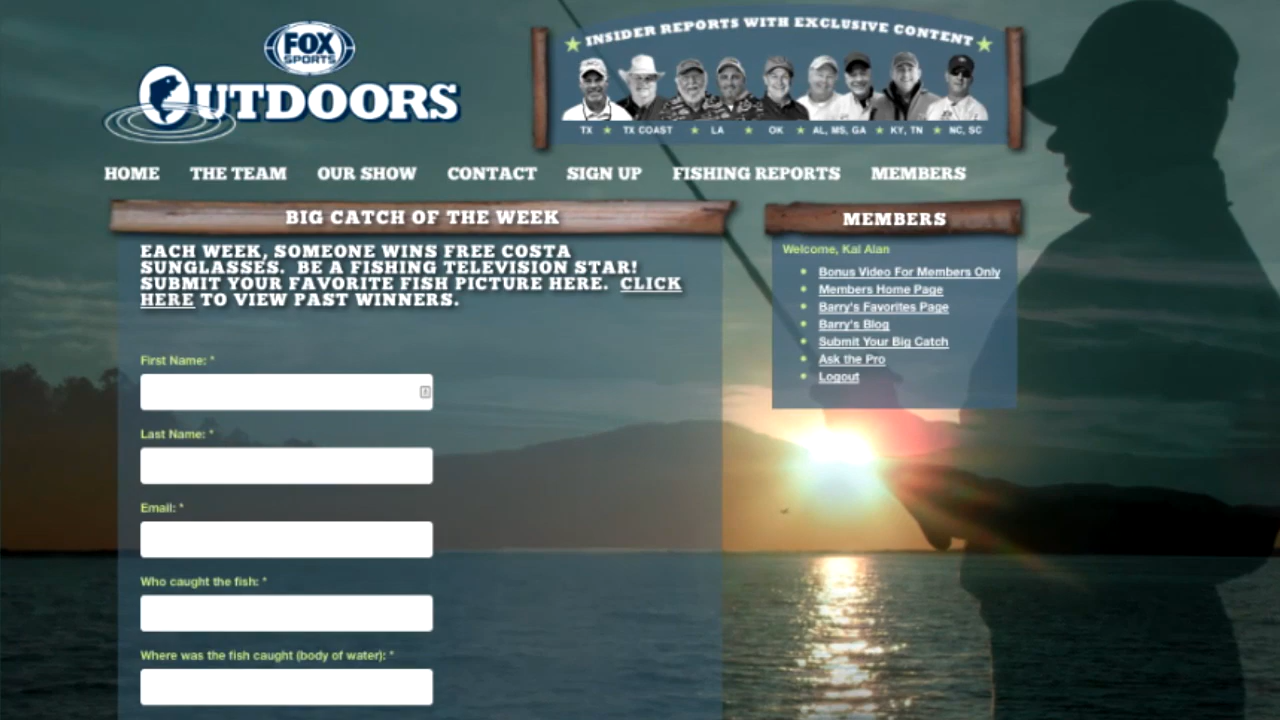 FOX
SPORTS
OUTDOORS
INSIDER REPORTS WITH EXCLUSIVE CONTENT
TX ★ TX COAST ★ LA ★ OK ★ AL, MS, GA ★ KY, TN ★ NC, SC
HOME THE TEAM OUR SHOW CONTACT SIGN UP FISHING REPORTS MEMBERS
BIG CATCH OF THE WEEK
EACH WEEK, SOMEONE WINS FREE COSTA
SUNGLASSES. BE A FISHING TELEVISION STAR!
SUBMIT YOUR FAVORITE FISH PICTURE HERE. CLICK
HERE TO VIEW PAST WINNERS.
First Name: *
Last Name: *
Email: *
Who caught the fish: *
Where was the fish caught (body of water): *
MEMBERS
Welcome, Kal Alan
Bonus Video For Members Only
Members Home Page
Barry's Favorites Page
Barry's Blog
Submit Your Big Catch
Ask the Pro
Logout